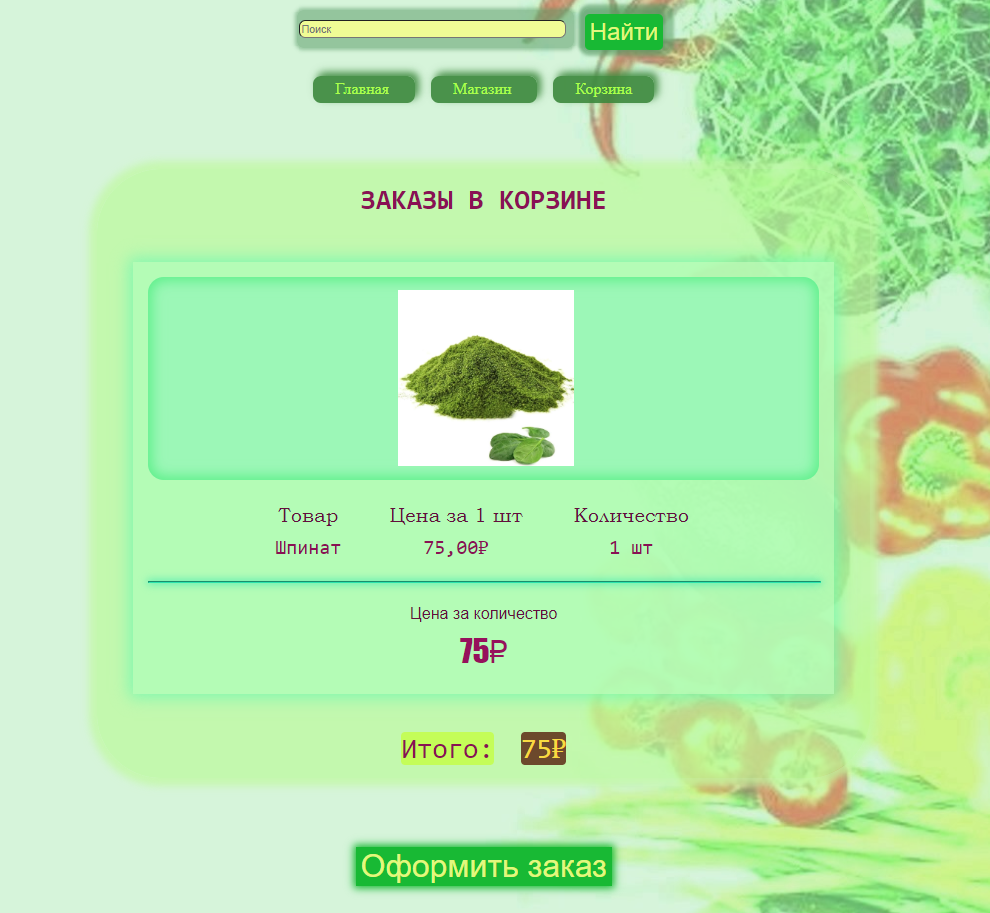 Поиск Найти
Главная Магазин Корзина
ЗАКАЗЫ В КОРЗИНЕ
Товар Цена за 1 шт Количество
Шпинат 75,00₽ 1 шт
Цена за количество
75₽
Итого: 75₽
Оформить заказ